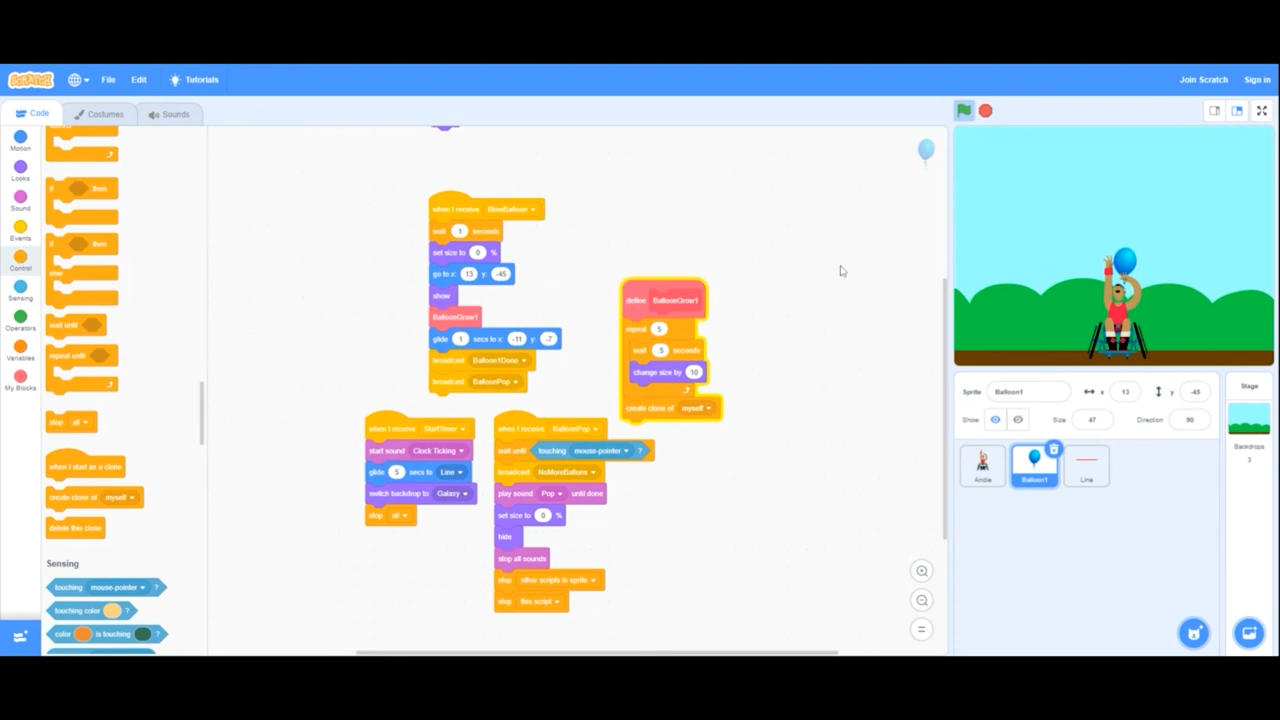 SCRATCH
File
Edit
Tutorials
Join Scratch
Sign in
Code
Costumes
Sounds
Motion
Looks
Sound
Events
Control
Sensing
Operators
Variables
My Blocks
if then
if then
else
wait until
repeat until
stop all
when I start as a clone
create clone of myself
delete this clone
Sensing
touching mouse-pointer ?
touching color ?
color is touching ?
when I receive BlowBalloon
wait 1 seconds
set size to 0 %
go to x: 13 y: -45
show
BalloonGrow1
glide 1 secs to x: -11 y: -7
broadcast Balloon1Done
broadcast BalloonPop
define BalloonGrow1
repeat 5
wait .5 seconds
change size by 10
create clone of myself
when I receive StartTimer
start sound Clock Ticking
glide 5 secs to Line
switch backdrop to Galaxy
stop all
when I receive BalloonPop
wait until touching mouse-pointer ?
broadcast NoMoreBallons
play sound Pop until done
set size to 0 %
hide
stop all sounds
stop other scripts in sprite
stop this script
Sprite Balloon1 x 13 y -45
Show Size 47 Direction 90
Andie
Balloon1
Line
Stage
Backdrops
3